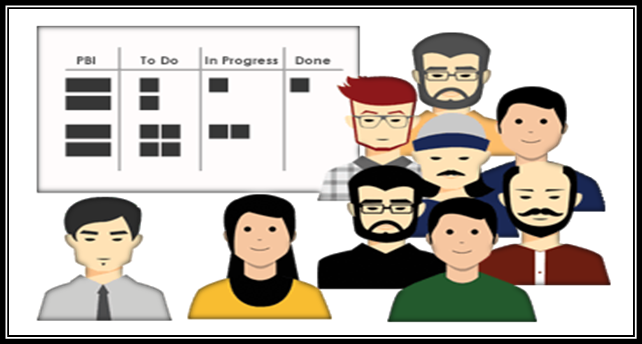 PBI To Do In Progress Done